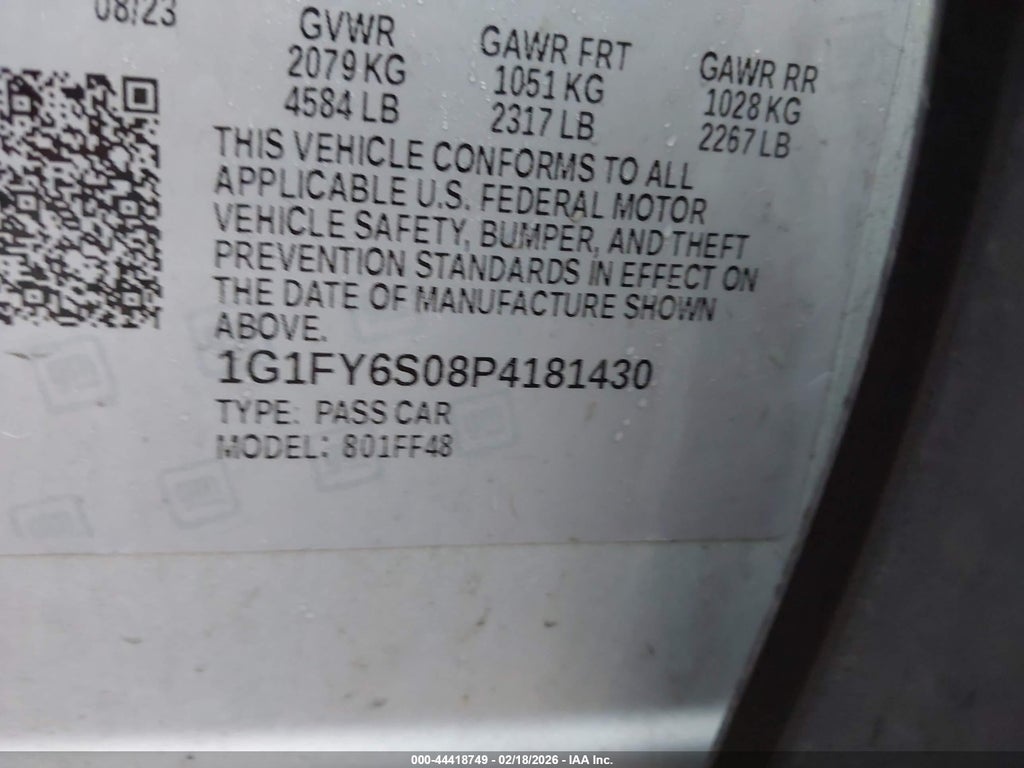 08/23
GVWR
2079 KG
4584 LB
GAWR FRT
1051 KG
2317 LB
GAWR RR
1028 KG
2267 LB
THIS VEHICLE CONFORMS TO ALL
APPLICABLE U.S. FEDERAL MOTOR
VEHICLE SAFETY, BUMPER, AND THEFT
PREVENTION STANDARDS IN EFFECT ON
THE DATE OF MANUFACTURE SHOWN
ABOVE.
1G1FY6S08P4181430
TYPE: PASS CAR
MODEL: 801FF48
000-44418749 - 02/18/2026 - IAA Inc.